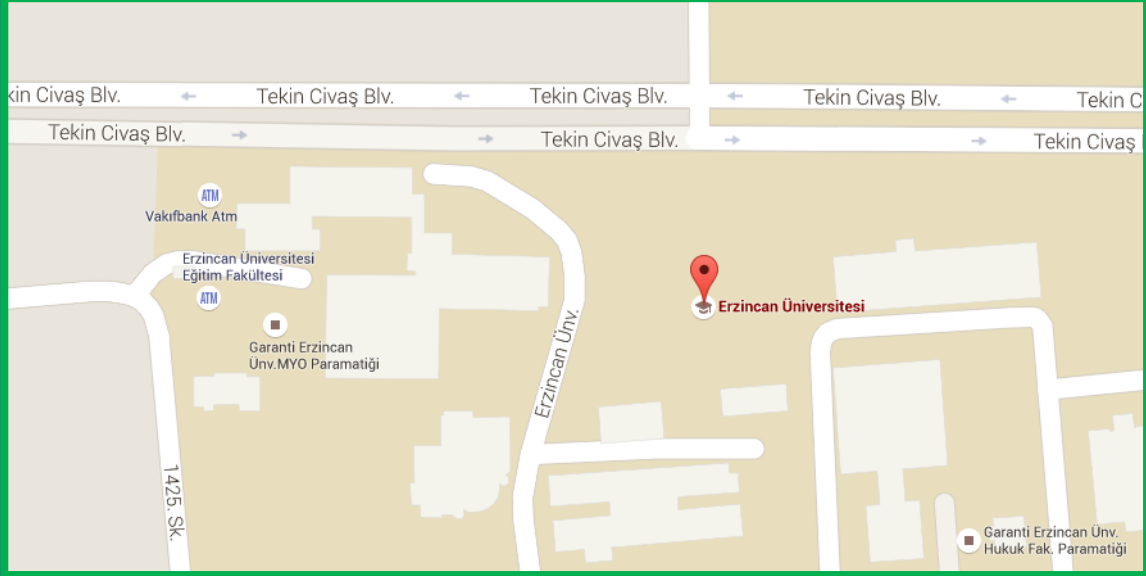 kin Civaş Blv.
Tekin Civaş Blv.
Tekin Civaş Blv.
Tekin Civaş Blv.
Tekin C
Tekin Civaş Blv.
Tekin Civaş Blv.
Tekin Civaş
ATM
Vakıfbank Atm
Erzincan Üniversitesi
Eğitim Fakültesi
ATM
Erzincan Üniversitesi
Garanti Erzincan
Ünv.MYO Paramatiği
Erzincan Ünv.
1425. Sk.
Garanti Erzincan Ünv.
Hukuk Fak. Paramatiği